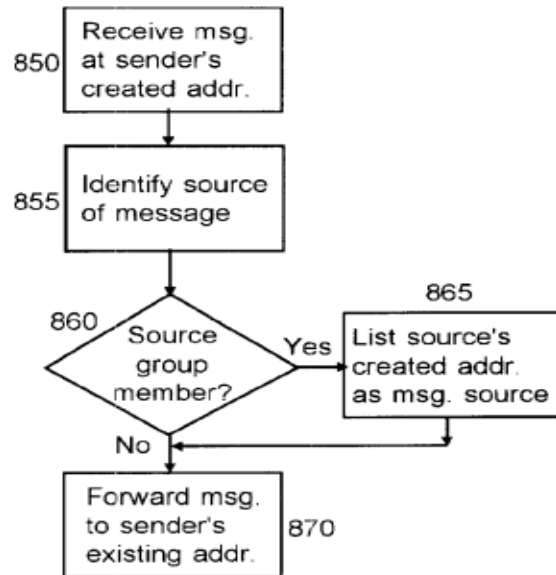 Receive msg.
at sender's
created addr.
850
Identify source
of message
855
860
Source
group
member?
Yes
No
865
List source's
created addr.
as msg. source
Forward msg.
to sender's
existing addr.
870